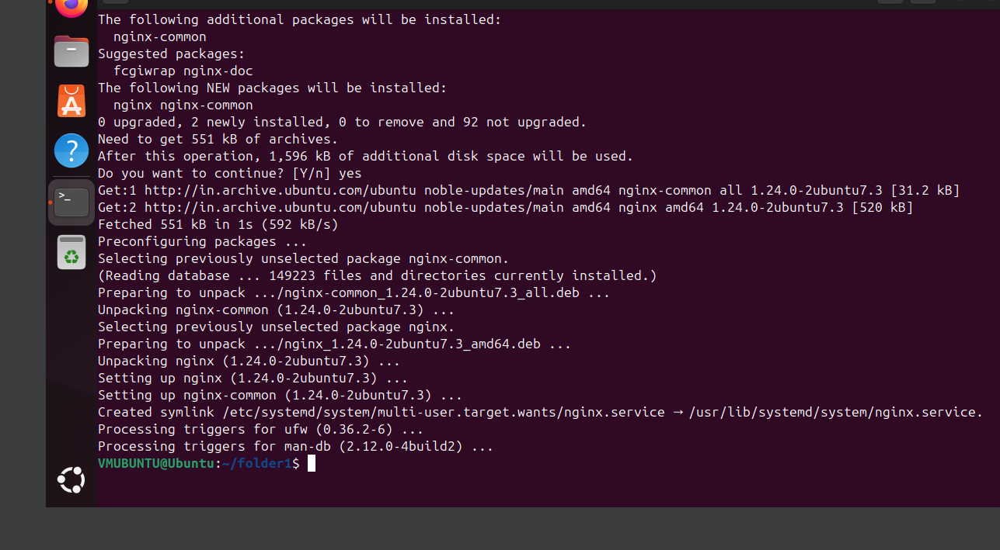 The following additional packages will be installed:
  nginx-common
Suggested packages:
  fcgiwrap nginx-doc
The following NEW packages will be installed:
  nginx nginx-common
0 upgraded, 2 newly installed, 0 to remove and 92 not upgraded.
Need to get 551 kB of archives.
After this operation, 1,596 kB of additional disk space will be used.
Do you want to continue? [Y/n] yes
Get:1 http://in.archive.ubuntu.com/ubuntu noble-updates/main amd64 nginx-common all 1.24.0-2ubuntu7.3 [31.2 kB]
Get:2 http://in.archive.ubuntu.com/ubuntu noble-updates/main amd64 nginx amd64 1.24.0-2ubuntu7.3 [520 kB]
Fetched 551 kB in 1s (592 kB/s)
Preconfiguring packages ...
Selecting previously unselected package nginx-common.
(Reading database ... 149223 files and directories currently installed.)
Preparing to unpack .../nginx-common_1.24.0-2ubuntu7.3_all.deb ...
Unpacking nginx-common (1.24.0-2ubuntu7.3) ...
Selecting previously unselected package nginx.
Preparing to unpack .../nginx_1.24.0-2ubuntu7.3_amd64.deb ...
Unpacking nginx (1.24.0-2ubuntu7.3) ...
Setting up nginx (1.24.0-2ubuntu7.3) ...
Setting up nginx-common (1.24.0-2ubuntu7.3) ...
Created symlink /etc/systemd/system/multi-user.target.wants/nginx.service → /usr/lib/systemd/system/nginx.service.
Processing triggers for ufw (0.36.2-6) ...
Processing triggers for man-db (2.12.0-4build2) ...
VMUBUNTU@Ubuntu:~/folder1$